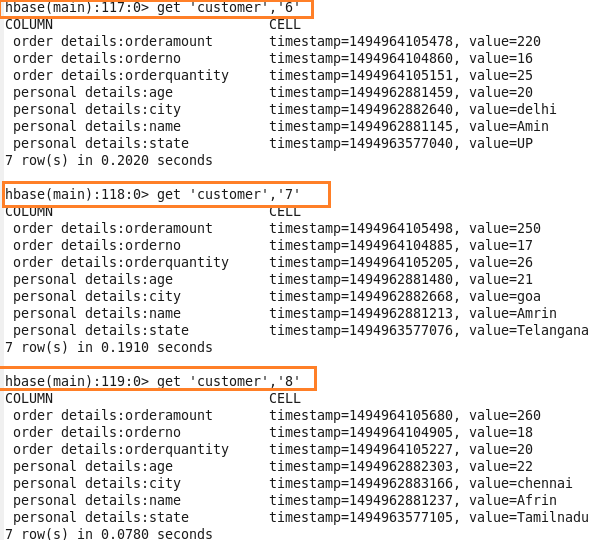 hbase(main):117:0> get 'customer','6'
COLUMN                           CELL
 order details:orderamount       timestamp=1494964105478, value=220
 order details:orderno           timestamp=1494964104860, value=16
 order details:orderquantity     timestamp=1494964105151, value=25
 personal details:age            timestamp=1494962881459, value=20
 personal details:city           timestamp=1494962882640, value=delhi
 personal details:name           timestamp=1494962881145, value=Amin
 personal details:state          timestamp=1494963577040, value=UP
7 row(s) in 0.2020 seconds
hbase(main):118:0> get 'customer','7'
COLUMN                           CELL
 order details:orderamount       timestamp=1494964105498, value=250
 order details:orderno           timestamp=1494964104885, value=17
 order details:orderquantity     timestamp=1494964105205, value=26
 personal details:age            timestamp=1494962881480, value=21
 personal details:city           timestamp=1494962882668, value=goa
 personal details:name           timestamp=1494962881213, value=Amrin
 personal details:state          timestamp=1494963577076, value=Telangana
7 row(s) in 0.1910 seconds
hbase(main):119:0> get 'customer','8'
COLUMN                           CELL
 order details:orderamount       timestamp=1494964105680, value=260
 order details:orderno           timestamp=1494964104905, value=18
 order details:orderquantity     timestamp=1494964105227, value=20
 personal details:age            timestamp=1494962882303, value=22
 personal details:city           timestamp=1494962883166, value=chennai
 personal details:name           timestamp=1494962881237, value=Afrin
 personal details:state          timestamp=1494963577105, value=Tamilnadu
7 row(s) in 0.0780 seconds